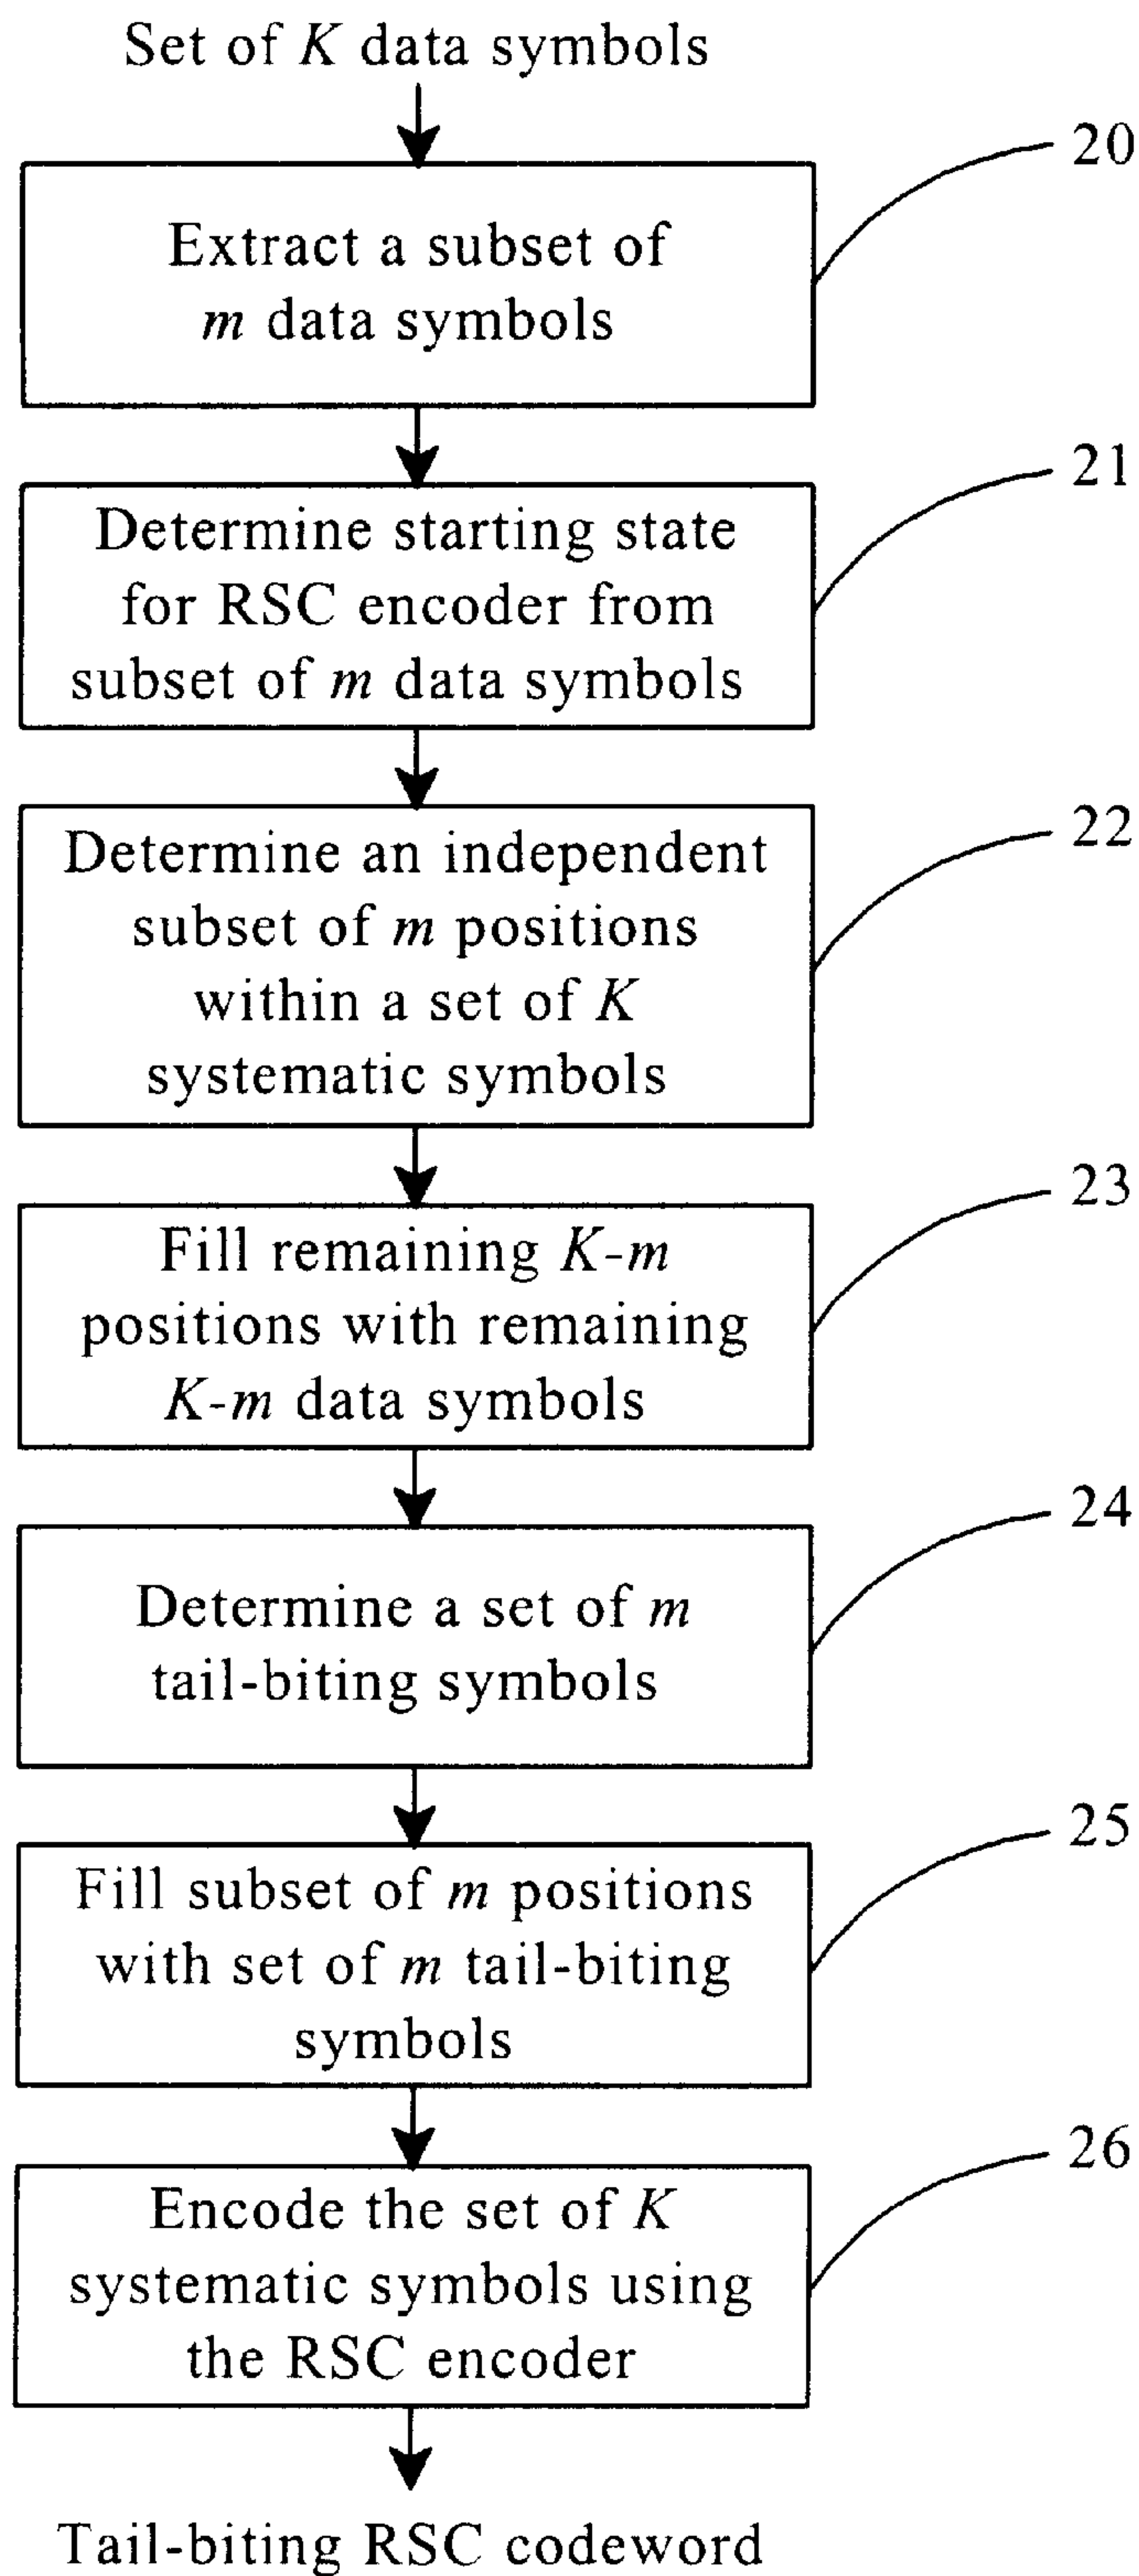 Set of K data symbols
20
Extract a subset of
m data symbols
21
Determine starting state
for RSC encoder from
subset of m data symbols
22
Determine an independent
subset of m positions
within a set of K
systematic symbols
23
Fill remaining K-m
positions with remaining
K-m data symbols
24
Determine a set of m
tail-biting symbols
25
Fill subset of m positions
with set of m tail-biting
symbols
26
Encode the set of K
systematic symbols using
the RSC encoder
Tail-biting RSC codeword